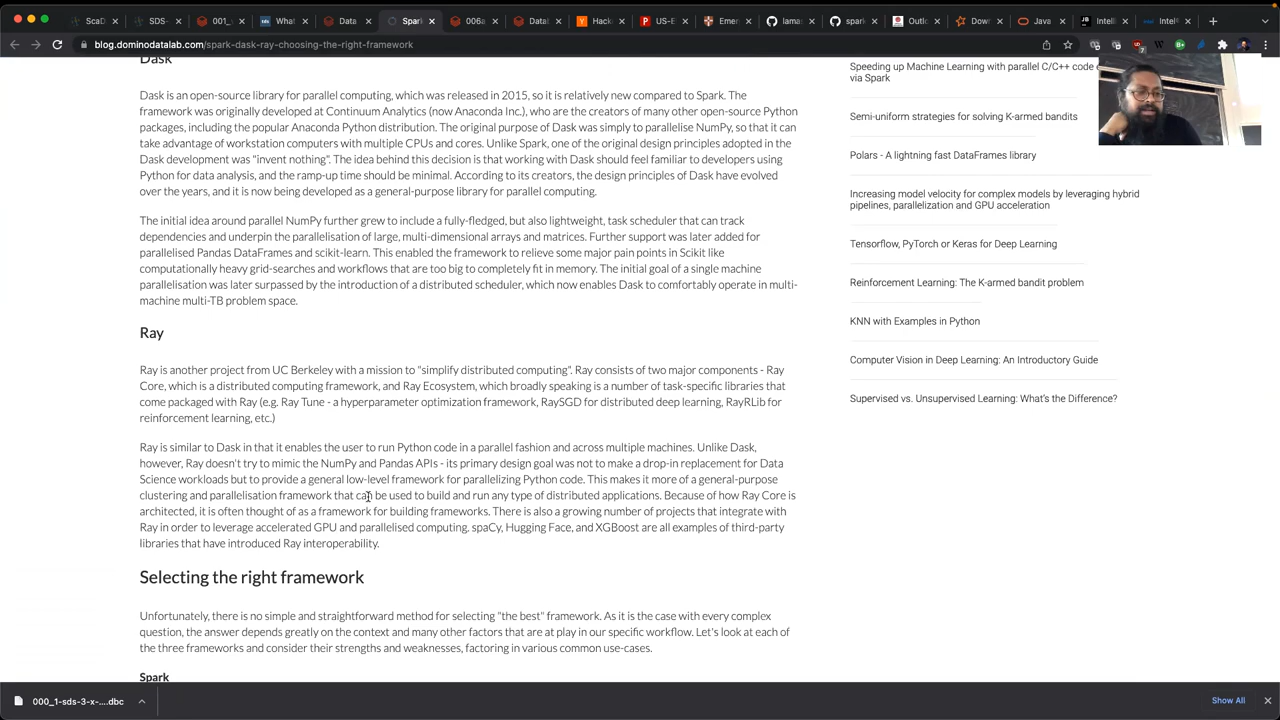 ScaD
SDS-
001_
What
Data
Spark
006a
Datal
Hack
US-E
Emer
lamas
spark
Outlo
Dow
Java
Intelli
Intel
blog.dominodatalab.com/spark-dask-ray-choosing-the-right-framework
Dask
Dask is an open-source library for parallel computing, which was released in 2015, so it is relatively new compared to Spark. The
framework was originally developed at Continuum Analytics (now Anaconda Inc.), who are the creators of many other open-source Python
packages, including the popular Anaconda Python distribution. The original purpose of Dask was simply to parallelise NumPy, so that it can
take advantage of workstation computers with multiple CPUs and cores. Unlike Spark, one of the original design principles adopted in the
Dask development was "invent nothing". The idea behind this decision is that working with Dask should feel familiar to developers using
Python for data analysis, and the ramp-up time should be minimal. According to its creators, the design principles of Dask have evolved
over the years, and it is now being developed as a general-purpose library for parallel computing.
The initial idea around parallel NumPy further grew to include a fully-fledged, but also lightweight, task scheduler that can track
dependencies and underpin the parallelisation of large, multi-dimensional arrays and matrices. Further support was later added for
parallelised Pandas DataFrames and scikit-learn. This enabled the framework to relieve some major pain points in Scikit like
computationally heavy grid-searches and workflows that are too big to completely fit in memory. The initial goal of a single machine
parallelisation was later surpassed by the introduction of a distributed scheduler, which now enables Dask to comfortably operate in multi-
machine multi-TB problem space.
Ray
Ray is another project from UC Berkeley with a mission to "simplify distributed computing". Ray consists of two major components - Ray
Core, which is a distributed computing framework, and Ray Ecosystem, which broadly speaking is a number of task-specific libraries that
come packaged with Ray (e.g. Ray Tune - a hyperparameter optimization framework, RaySGD for distributed deep learning, RayRLib for
reinforcement learning, etc.)
Ray is similar to Dask in that it enables the user to run Python code in a parallel fashion and across multiple machines. Unlike Dask,
however, Ray doesn't try to mimic the NumPy and Pandas APIs - its primary design goal was not to make a drop-in replacement for Data
Science workloads but to provide a general low-level framework for parallelizing Python code. This makes it more of a general-purpose
clustering and parallelisation framework that can be used to build and run any type of distributed applications. Because of how Ray Core is
architected, it is often thought of as a framework for building frameworks. There is also a growing number of projects that integrate with
Ray in order to leverage accelerated GPU and parallelised computing. spaCy, Hugging Face, and XGBoost are all examples of third-party
libraries that have introduced Ray interoperability.
Selecting the right framework
Unfortunately, there is no simple and straightforward method for selecting "the best" framework. As it is the case with every complex
question, the answer depends greatly on the context and many other factors that are at play in our specific workflow. Let's look at each of
the three frameworks and consider their strengths and weaknesses, factoring in various common use-cases.
Spark
Speeding up Machine Learning with parallel C/C++ code
via Spark
Semi-uniform strategies for solving K-armed bandits
Polars - A lightning fast DataFrames library
Increasing model velocity for complex models by leveraging hybrid
pipelines, parallelization and GPU acceleration
Tensorflow, PyTorch or Keras for Deep Learning
Reinforcement Learning: The K-armed bandit problem
KNN with Examples in Python
Computer Vision in Deep Learning: An Introductory Guide
Supervised vs. Unsupervised Learning: What's the Difference?
000_1-sds-3-x-....dbc
Show All